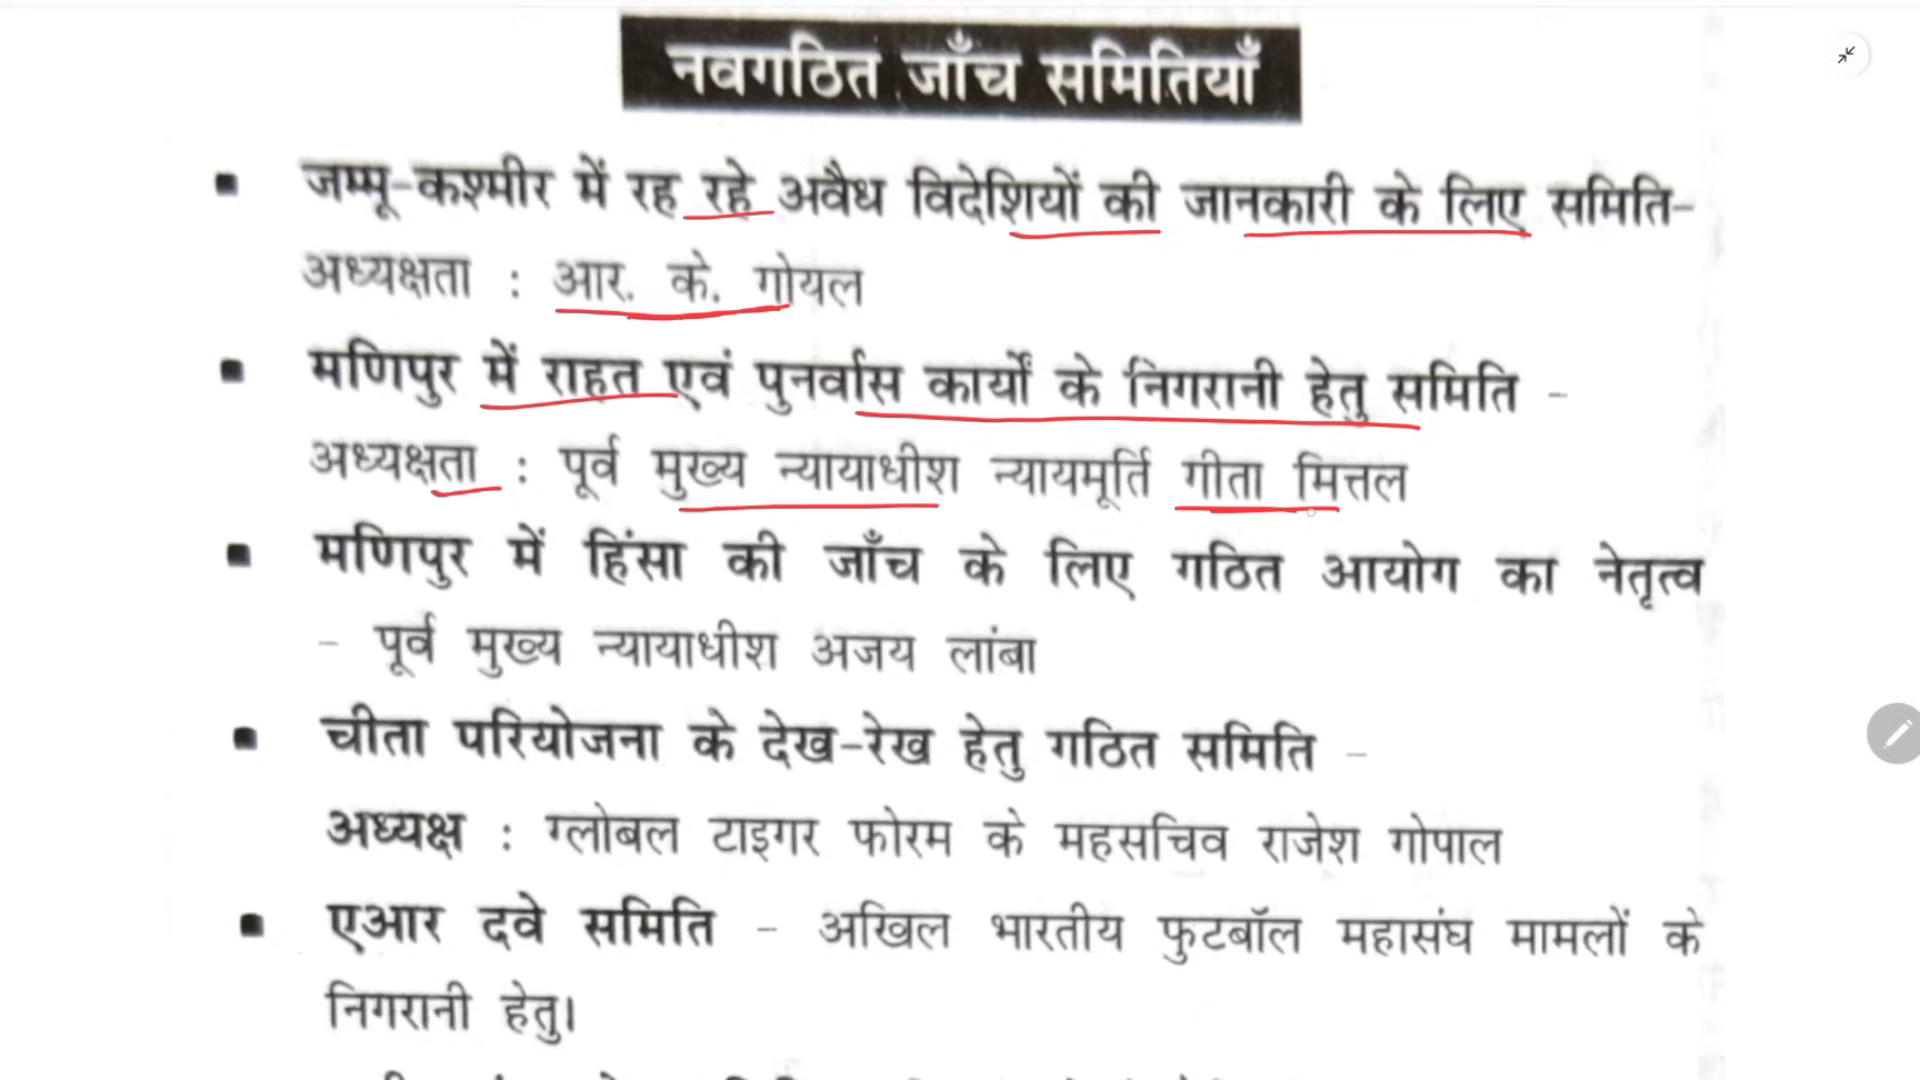 नवगठित जाँच समितियाँ
▪ जम्मू-कश्मीर में रह रहे अवैध विदेशियों की जानकारी के लिए समिति-
अध्यक्षता : आर. के. गोयल
▪ मणिपुर में राहत एवं पुनर्वास कार्यों के निगरानी हेतु समिति -
अध्यक्षता : पूर्व मुख्य न्यायाधीश न्यायमूर्ति गीता मित्तल
▪ मणिपुर में हिंसा की जाँच के लिए गठित आयोग का नेतृत्व
- पूर्व मुख्य न्यायाधीश अजय लांबा
▪ चीता परियोजना के देख-रेख हेतु गठित समिति -
अध्यक्ष : ग्लोबल टाइगर फोरम के महसचिव राजेश गोपाल
▪ एआर दवे समिति - अखिल भारतीय फुटबॉल महासंघ मामलों के
निगरानी हेतु।